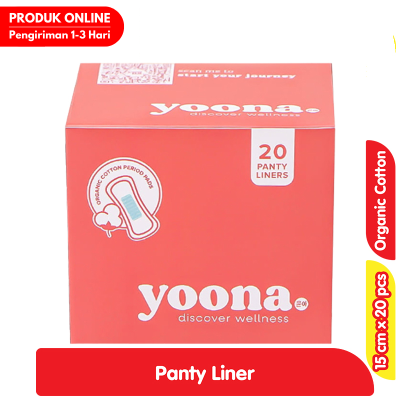 PRODUK ONLINE
Pengiriman 1-3 Hari
scan me to
start your journey
yoona.
discover wellness
20
PANTY
LINERS
ORGANIC COTTON PERIOD PADS
Organic Cotton
yoona.
discover wellness
15 cm x 20 pcs
Panty Liner